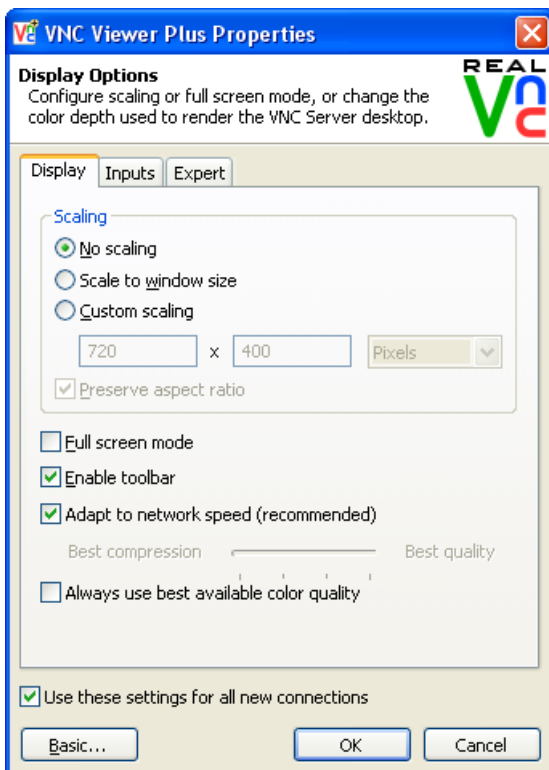 VNC Viewer Plus Properties
Display Options
Configure scaling or full screen mode, or change the
color depth used to render the VNC Server desktop.
REAL
VNC
Display Inputs Expert
Scaling
No scaling
Scale to window size
Custom scaling
720 x 400 Pixels
Preserve aspect ratio
Full screen mode
Enable toolbar
Adapt to network speed (recommended)
Best compression Best quality
Always use best available color quality
Use these settings for all new connections
Basic... OK Cancel